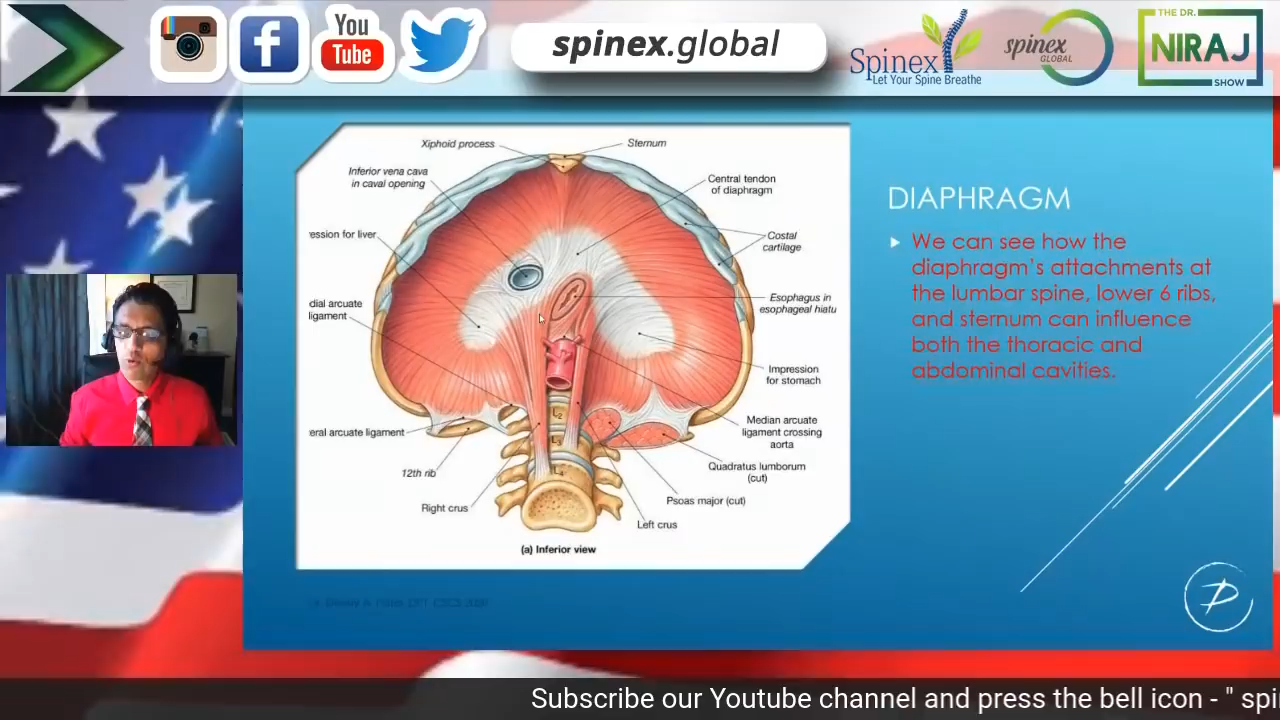 You
Tube
spinex.global
Spinex
Let Your Spine Breathe
spinex
GLOBAL
THE DR.
NIRAJ
SHOW
Xiphoid process
Sternum
Inferior vena cava
in caval opening
Central tendon
of diaphragm
ession for liver
Costal
cartilage
dial arcuate
ligament
Esophagus in
esophageal hiatu
Impression
for stomach
eral arcuate ligament
Median arcuate
ligament crossing
aorta
L2
L3
L4
12th rib
Quadratus lumborum
(cut)
Right crus
Psoas major (cut)
Left crus
(a) Inferior view
DIAPHRAGM
We can see how the
diaphragm's attachments at
the lumbar spine, lower 6 ribs,
and sternum can influence
both the thoracic and
abdominal cavities.
Subscribe our Youtube channel and press the bell icon - " spi